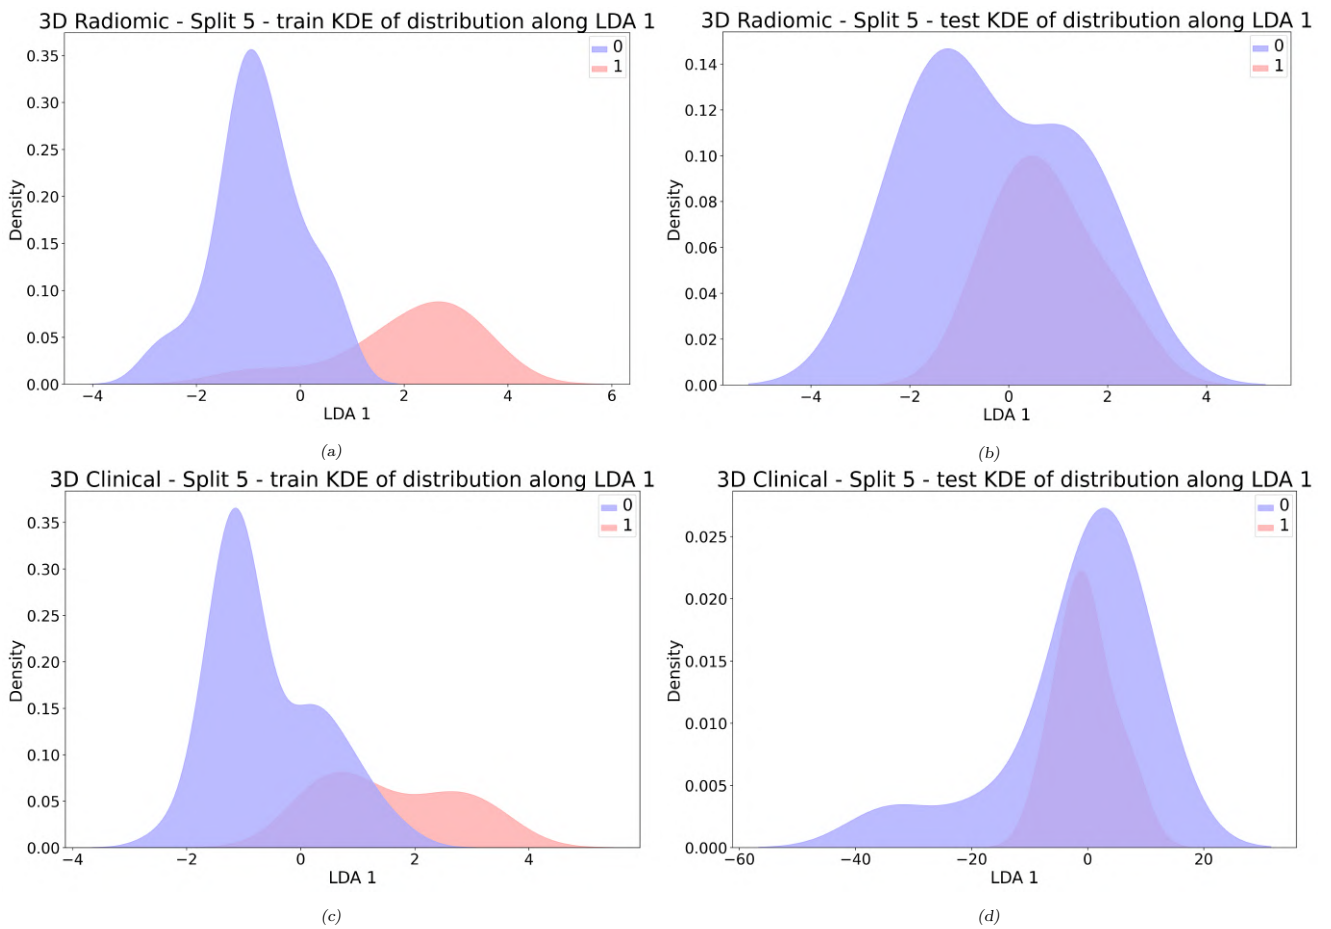 3D Radiomic - Split 5 - train KDE of distribution along LDA 1
0
1
0.35
0.30
0.25
0.20
0.15
0.10
0.05
0.00
Density
−4 −2 0 2 4 6
LDA 1
(a)
3D Radiomic - Split 5 - test KDE of distribution along LDA 1
0
1
0.14
0.12
0.10
0.08
0.06
0.04
0.02
0.00
Density
−4 −2 0 2 4
LDA 1
(b)
3D Clinical - Split 5 - train KDE of distribution along LDA 1
0
1
0.35
0.30
0.25
0.20
0.15
0.10
0.05
0.00
Density
−4 −2 0 2 4
LDA 1
(c)
3D Clinical - Split 5 - test KDE of distribution along LDA 1
0
1
0.025
0.020
0.015
0.010
0.005
0.000
Density
−60 −40 −20 0 20
LDA 1
(d)